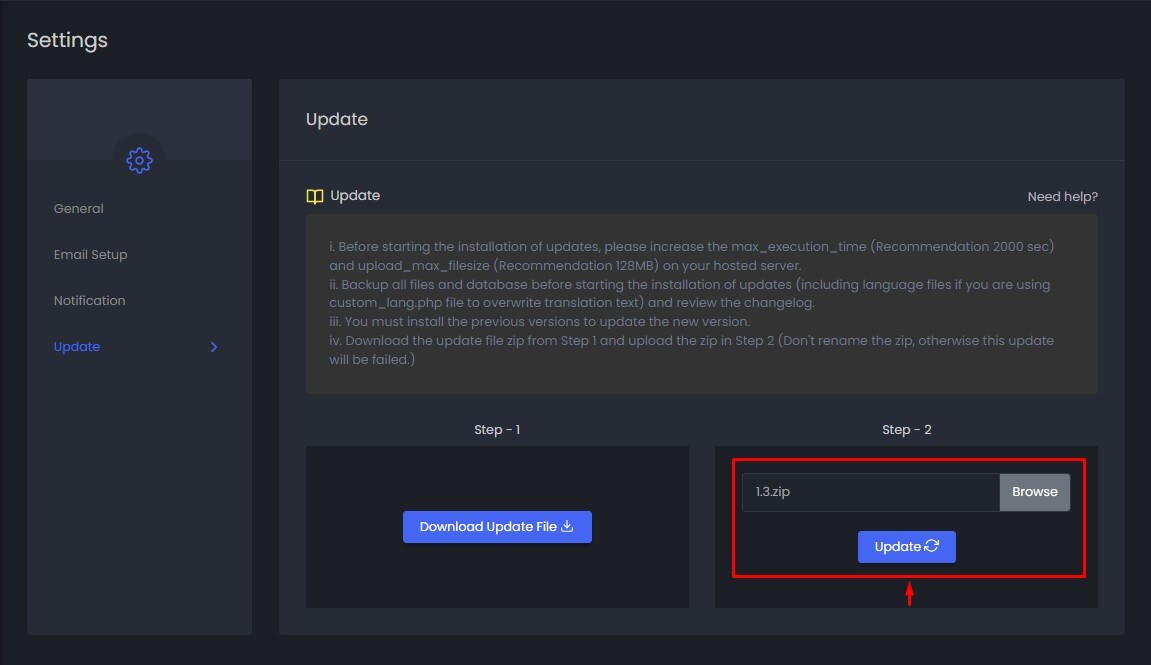 Settings
General
Email Setup
Notification
Update
Update
Update
Need help?
i. Before starting the installation of updates, please increase the max_execution_time (Recommendation 2000 sec)
and upload_max_filesize (Recommendation 128MB) on your hosted server.
ii. Backup all files and database before starting the installation of updates (including language files if you are using
custom_lang.php file to overwrite translation text) and review the changelog.
iii. You must install the previous versions to update the new version.
iv. Download the update file zip from Step 1 and upload the zip in Step 2 (Don't rename the zip, otherwise this update
will be failed.)
Step - 1
Download Update File
Step - 2
1.3.zip
Browse
Update